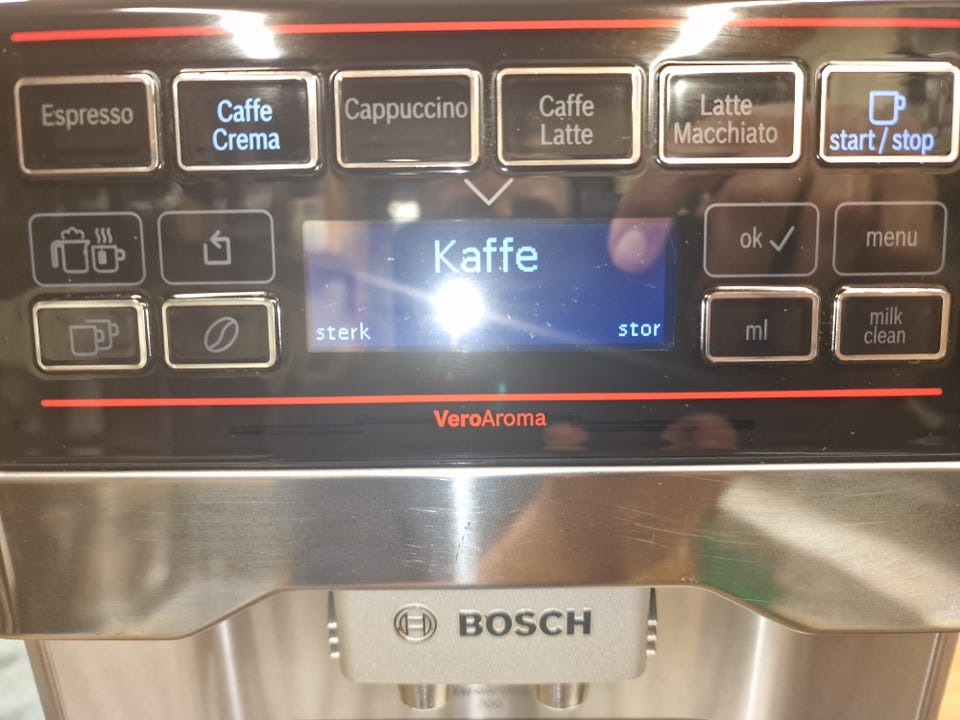 Espresso
Caffe
Crema
Cappuccino
Caffe
Latte
Latte
Macchiato
start / stop
Kaffe
sterk
stor
ok
menu
ml
milk
clean
VeroAroma
BOSCH